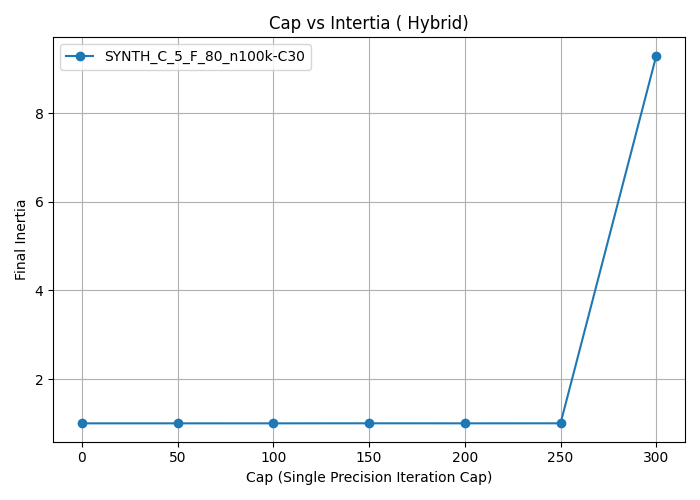 Cap vs Intertia ( Hybrid)
SYNTH_C_5_F_80_n100k-C30
Final Inertia
8
6
4
2
0 50 100 150 200 250 300
Cap (Single Precision Iteration Cap)